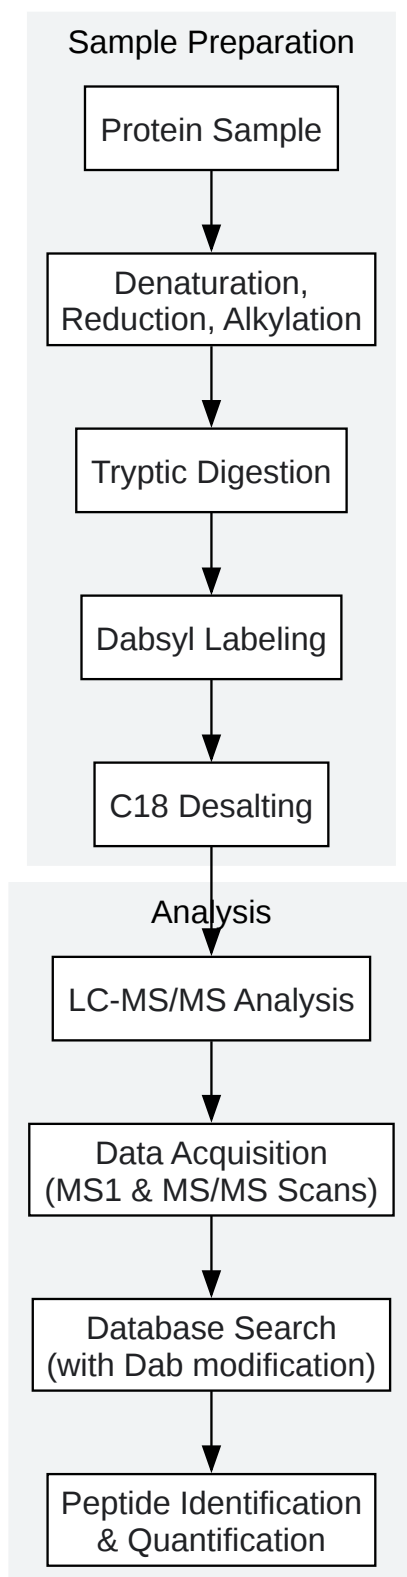 Sample Preparation
Protein Sample
Denaturation,
Reduction, Alkylation
Tryptic Digestion
Dabsyl Labeling
C18 Desalting
Analysis
LC-MS/MS Analysis
Data Acquisition
(MS1 & MS/MS Scans)
Database Search
(with Dab modification)
Peptide Identification
& Quantification